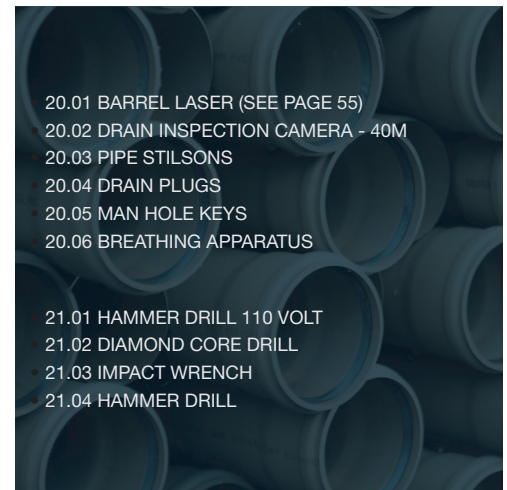 20.01 BARREL LASER (SEE PAGE 55)
20.02 DRAIN INSPECTION CAMERA - 40M
20.03 PIPE STILSONS
20.04 DRAIN PLUGS
20.05 MAN HOLE KEYS
20.06 BREATHING APPARATUS
21.01 HAMMER DRILL 110 VOLT
21.02 DIAMOND CORE DRILL
21.03 IMPACT WRENCH
21.04 HAMMER DRILL